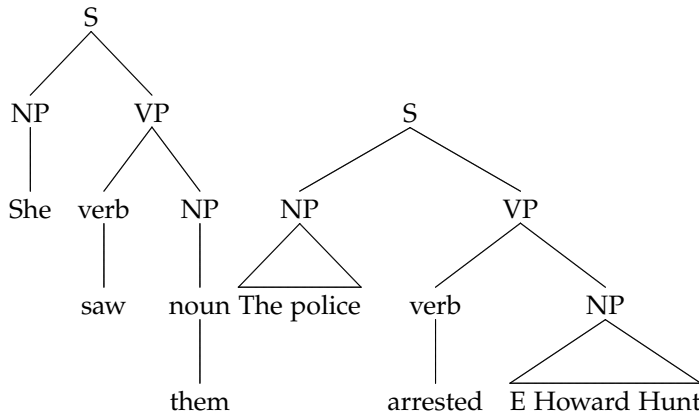 S
NP VP
S
She verb NP
NP VP
saw noun
The police
verb NP
them
arrested
E Howard Hunt